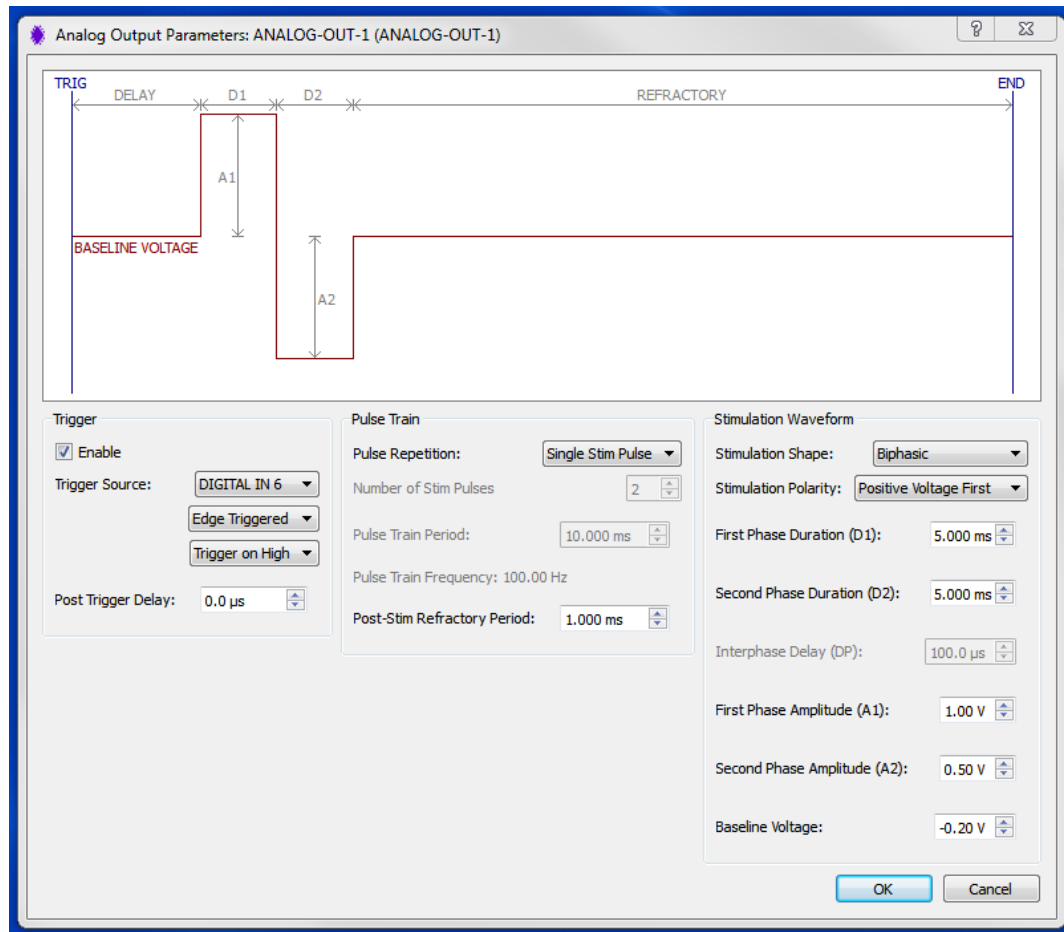 Analog Output Parameters: ANALOG-OUT-1 (ANALOG-OUT-1)
TRIG
END
DELAY
D1
D2
REFRACTORY
A1
BASELINE VOLTAGE
A2
Trigger
Enable
Trigger Source:
DIGITAL IN 6
Edge Triggered
Trigger on High
Post Trigger Delay:
0.0 µs
Pulse Train
Pulse Repetition:
Single Stim Pulse
Number of Stim Pulses
2
Pulse Train Period:
10.000 ms
Pulse Train Frequency: 100.00 Hz
Post-Stim Refractory Period:
1.000 ms
Stimulation Waveform
Stimulation Shape:
Biphasic
Stimulation Polarity:
Positive Voltage First
First Phase Duration (D1):
5.000 ms
Second Phase Duration (D2):
5.000 ms
Interphase Delay (DP):
100.0 µs
First Phase Amplitude (A1):
1.00 V
Second Phase Amplitude (A2):
0.50 V
Baseline Voltage:
-0.20 V
OK
Cancel